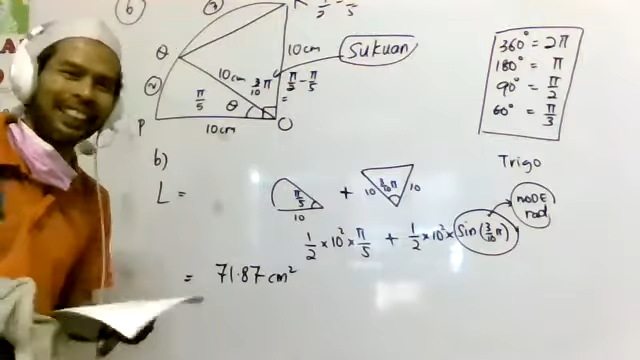 b
R
2
10cm
Sukuan
Q
10cm
3/10 π
π/2 - π/5
2
π/5
θ
P
10cm
O
360° = 2π
180° = π
90° = π/2
60° = π/3
b)
Trigo
L = π/5 10 + 10 3/10 π 10
MODE
rad
1/2 × 10² × π/5 + 1/2 × 10² × sin(3/10 π)
= 71.87 cm²